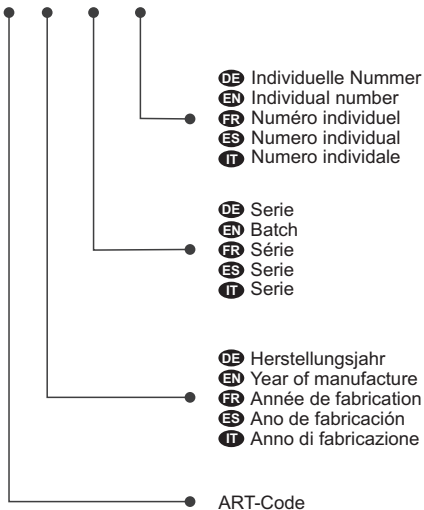 DE Individuelle Nummer
EN Individual number
FR Numéro individuel
ES Numero individual
IT Numero individale
DE Serie
EN Batch
FR Série
ES Serie
IT Serie
DE Herstellungsjahr
EN Year of manufacture
FR Année de fabrication
ES Ano de fabricación
IT Anno di fabricazione
ART-Code